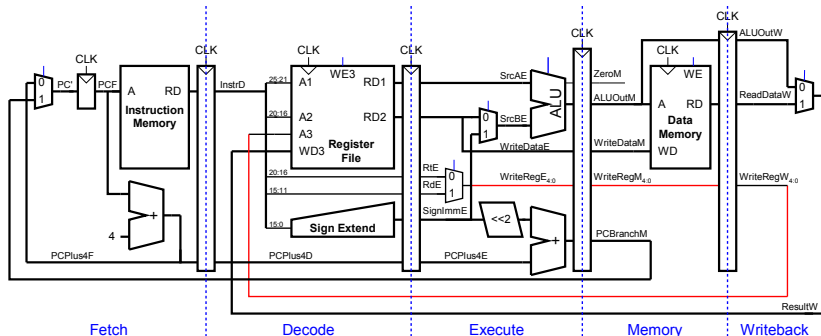 CLK
CLK
CLK
CLK
ALUOutW
CLK
CLK
CLK
CLK
0
1
PC'
PCF
A
RD
Instruction
Memory
InstrD
25:21
A1
WE3
RD1
SrcAE
ZeroM
WE
0
1
20:16
A2
RD2
0
1
SrcBE
ALU
ALUOutM
A
RD
ReadDataW
Data
Memory
A3
WD3
Register
File
WriteDataE
WriteDataM
WD
20:16
RtE
0
15:11
RdE
1
WriteRegE4:0
WriteRegM4:0
WriteRegW4:0
+
4
15:0
Sign Extend
SignImmE
<<2
+
PCBranchM
PCPlus4F
PCPlus4D
PCPlus4E
ResultW
Fetch
Decode
Execute
Memory
Writeback